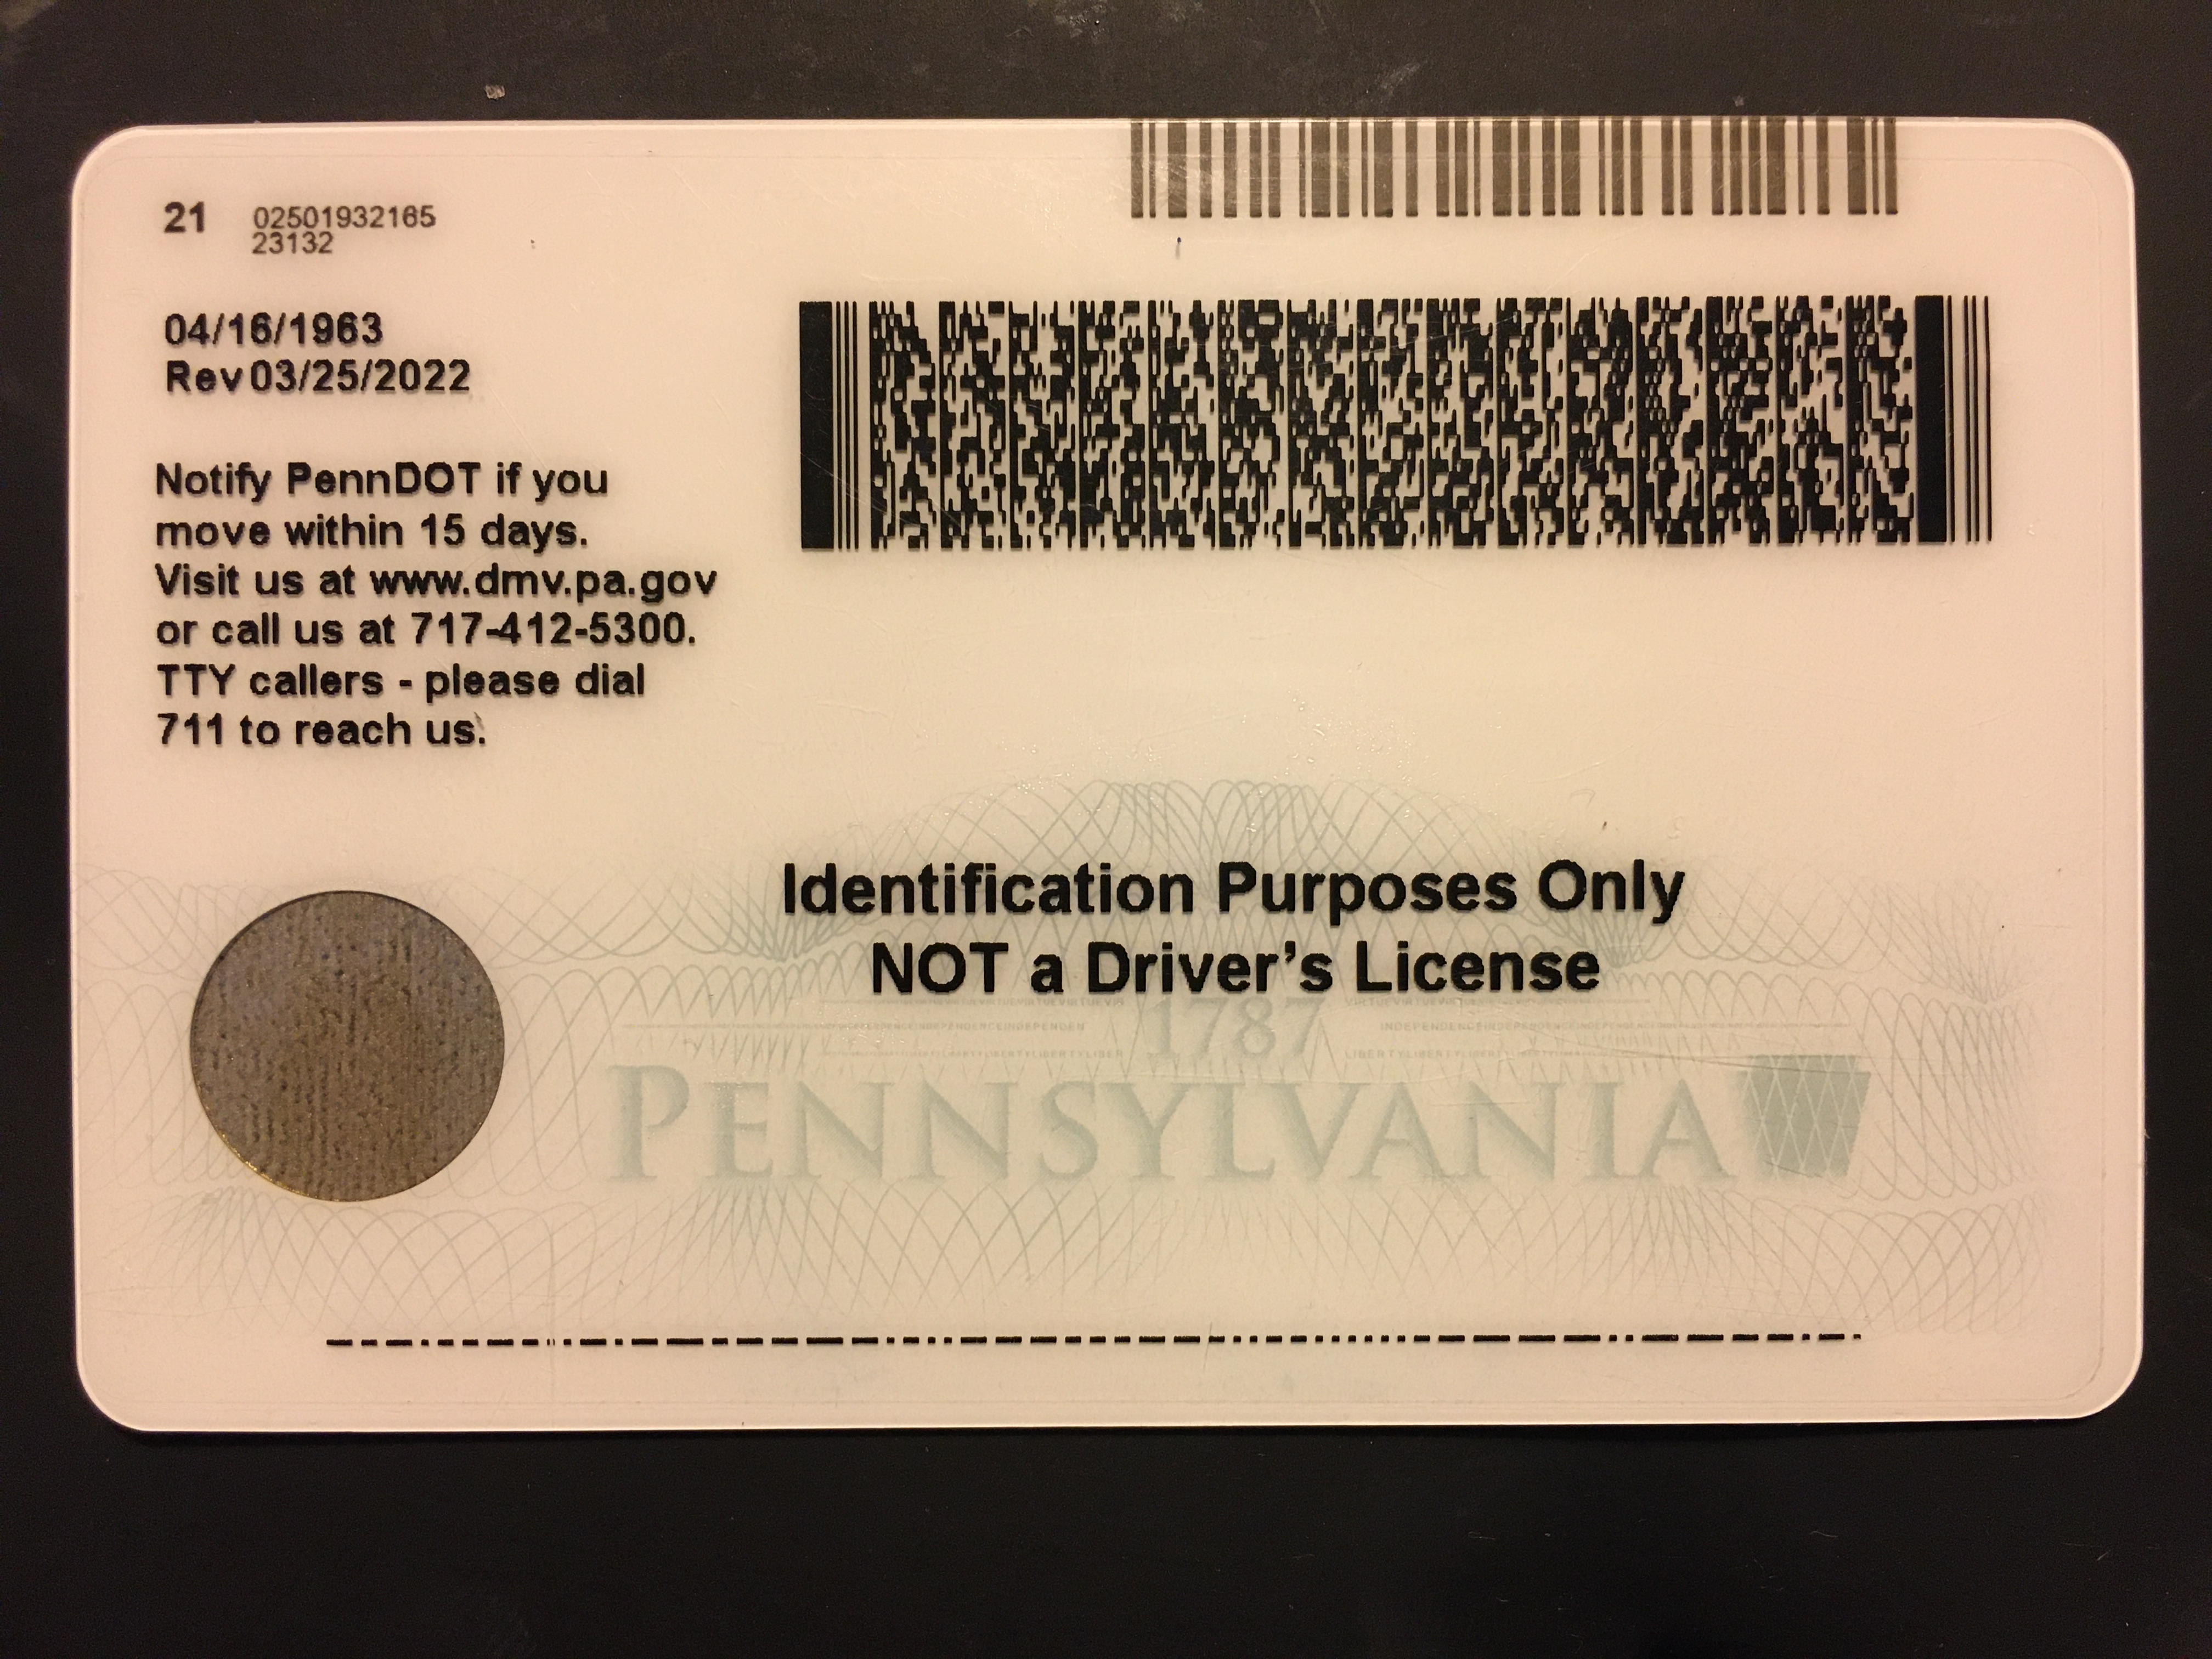 21 02501932165
23132
04/16/1963
Rev 03/25/2022
Notify PennDOT if you
move within 15 days.
Visit us at www.dmv.pa.gov
or call us at 717-412-5300.
TTY callers - please dial
711 to reach us.
Identification Purposes Only
NOT a Driver's License
1787
PENNSYLVANIA